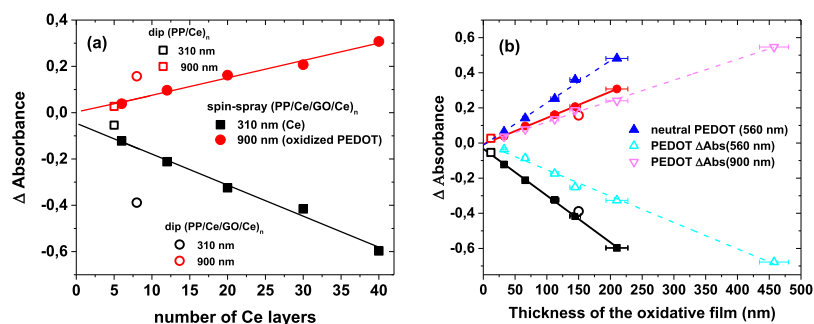 (a)
dip (PP/Ce)n
310 nm
900 nm
spin-spray (PP/Ce/GO/Ce)n
310 nm (Ce)
900 nm (oxidized PEDOT)
dip (PP/Ce/GO/Ce)n
310 nm
900 nm
0,4
0,2
0,0
-0,2
-0,4
-0,6
Δ Absorbance
0 5 10 15 20 25 30 35 40
number of Ce layers
(b)
neutral PEDOT (560 nm)
PEDOT ΔAbs(560 nm)
PEDOT ΔAbs(900 nm)
0,6
0,4
0,2
0,0
-0,2
-0,4
-0,6
Δ Absorbance
0 50 100 150 200 250 300 350 400 450 500
Thickness of the oxidative film (nm)